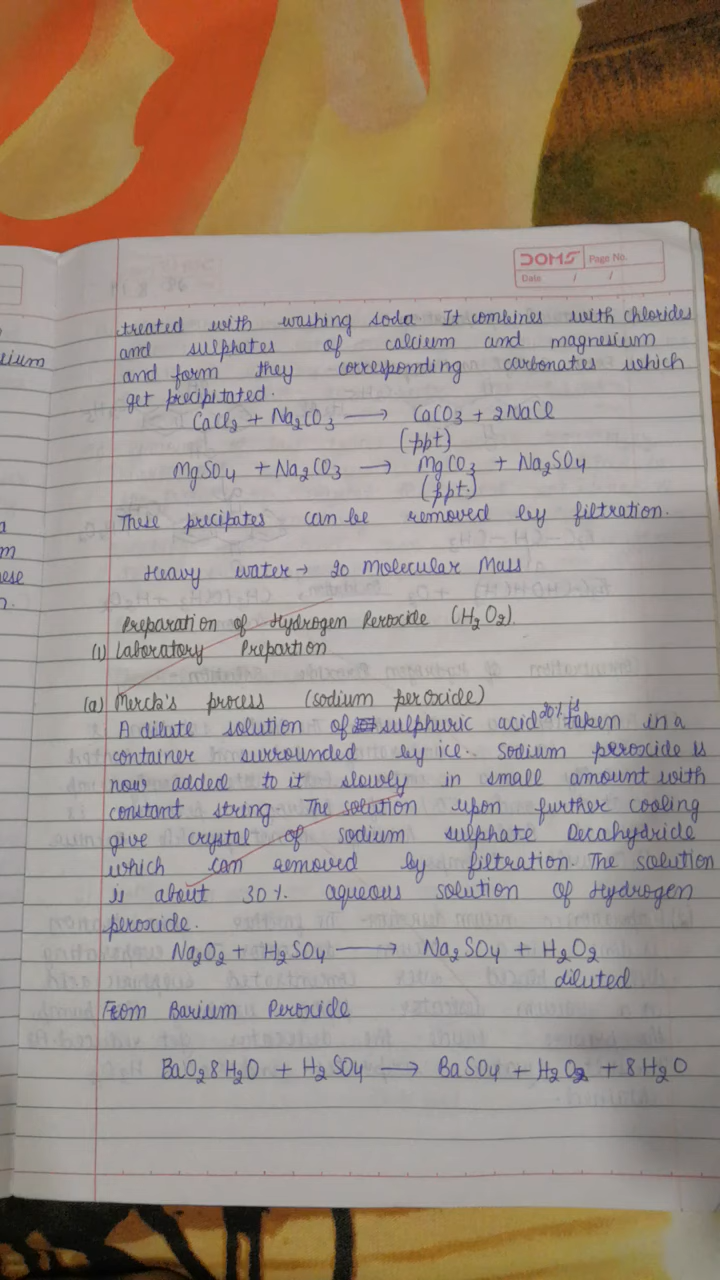 DOMS Page No.
Date / /
treated with washing soda It combines with chlorides
and sulphates of calcium and magnesium
and form they corresponding carbonates which
get precipitated.
CaCl2 + Na2CO3 ⟶ CaCO3 + 2NaCl
(ppt)
MgSO4 + Na2CO3 ⟶ MgCO3 + Na2SO4
(ppt.)
These precipates can be removed by filtration.
Heavy water → 20 Molecular Mass
Preparation of Hydrogen Peroxide (H2O2).
(1) Laboratory Prepartion
(a) Merck's process (sodium peroxide)
A dilute solution of sulphuric acid 20% is taken in a
container surrounded by ice. Sodium peroxide is
now added to it slowly in small amount with
constant string The solution upon further cooling
give crystal of sodium sulphate Decahydride
which can removed by filtration. The solution
is about 30% aqueous solution of Hydrogen
peroxide.
Na2O2 + H2SO4 ⟶ Na2SO4 + H2O2
diluted
From Barium Peroxide
BaO2 8H2O + H2SO4 ⟶ BaSO4 + H2O2 + 8H2O